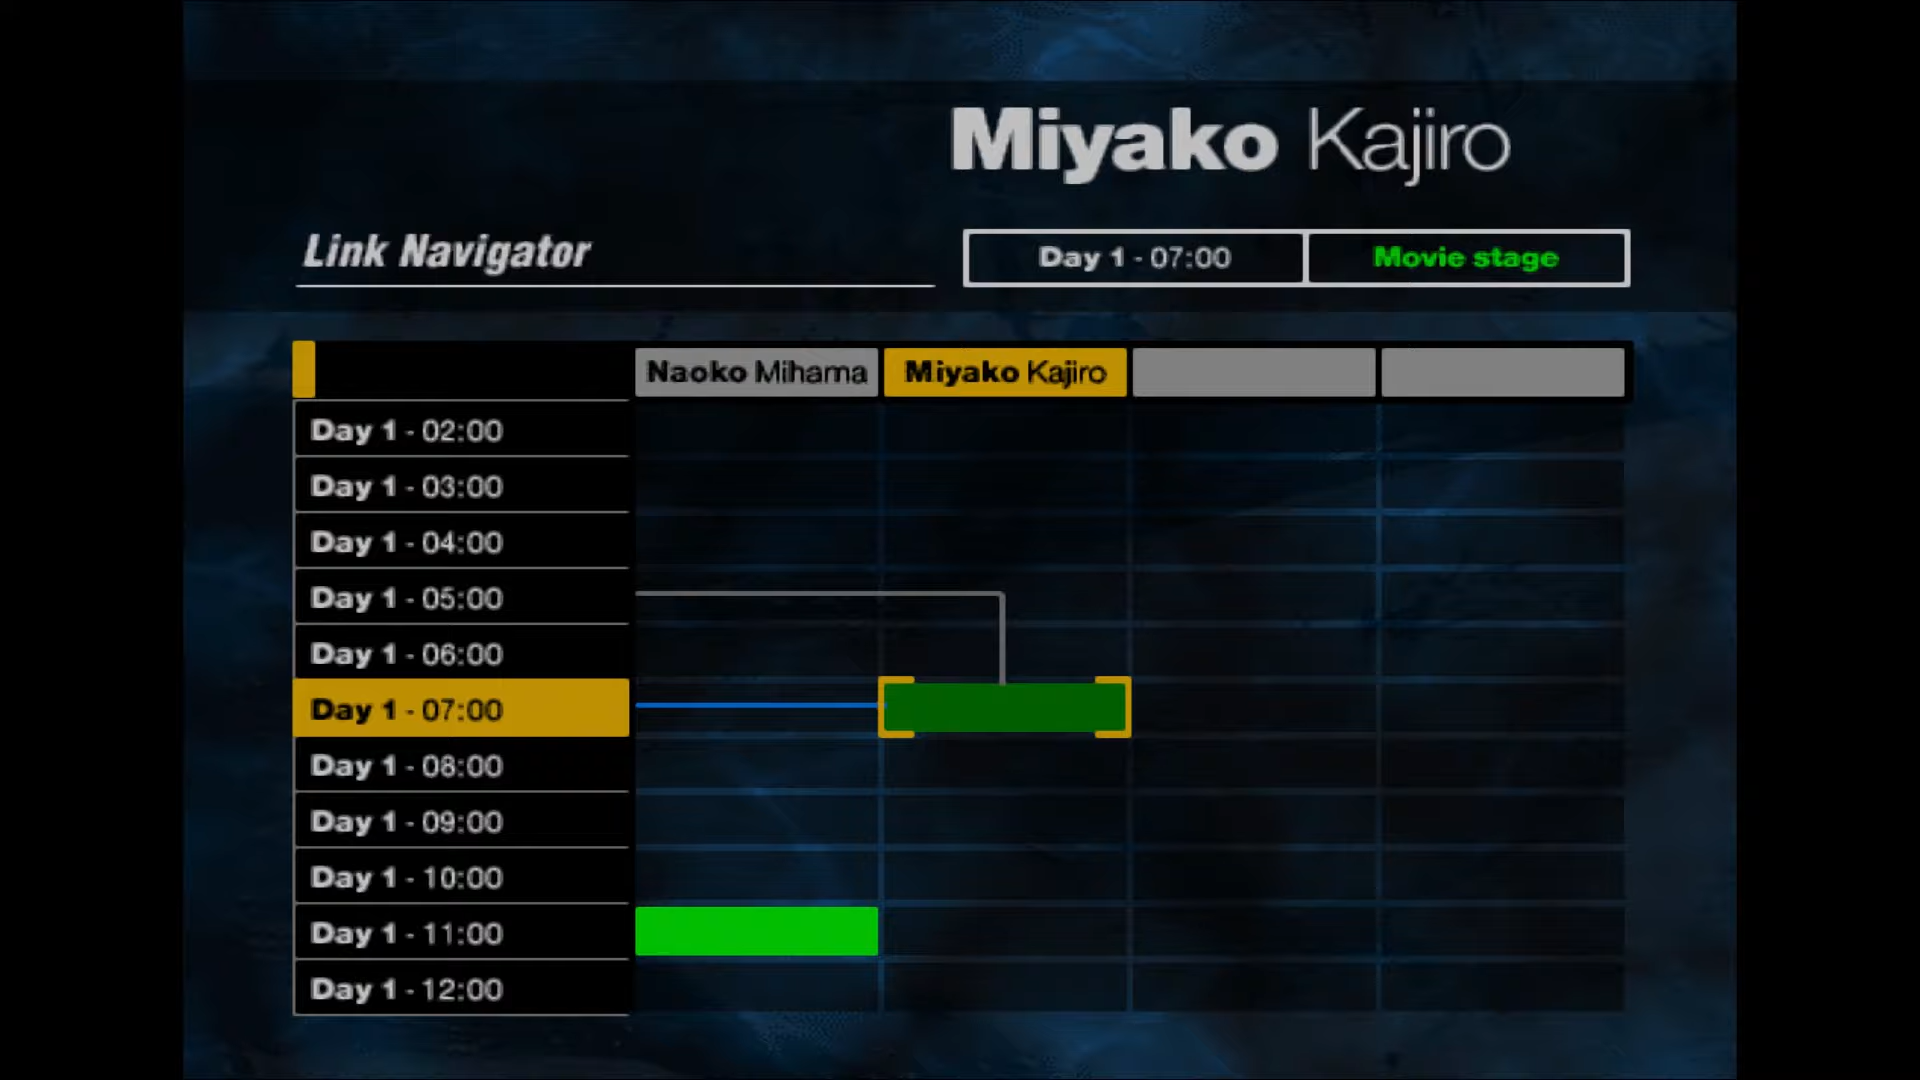 Miyako Kajiro
Link Navigator
Day 1 - 07:00 Movie stage
Naoko Mihama Miyako Kajiro
Day 1 - 02:00
Day 1 - 03:00
Day 1 - 04:00
Day 1 - 05:00
Day 1 - 06:00
Day 1 - 07:00
Day 1 - 08:00
Day 1 - 09:00
Day 1 - 10:00
Day 1 - 11:00
Day 1 - 12:00